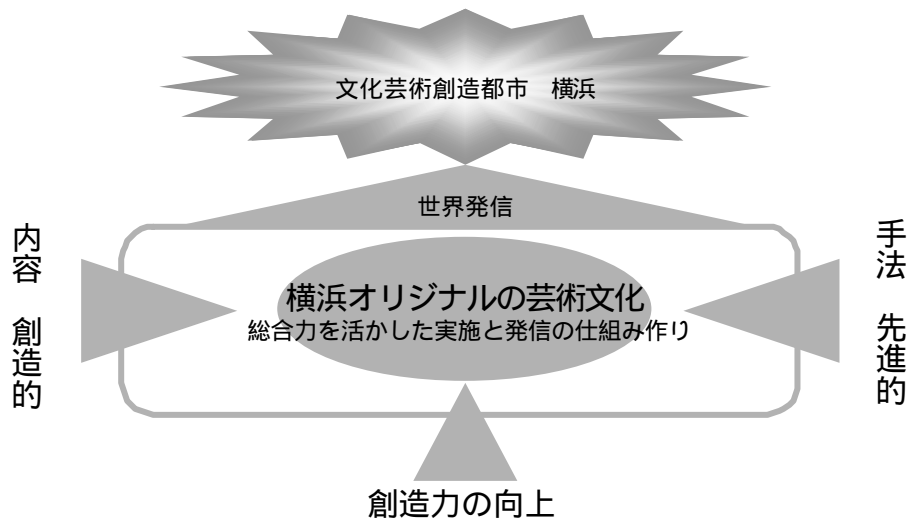 文化芸術創造都市　横浜
世界発信
内容　創造的
横浜オリジナルの芸術文化
総合力を活かした実施と発信の仕組み作り
手法　先進的
創造力の向上